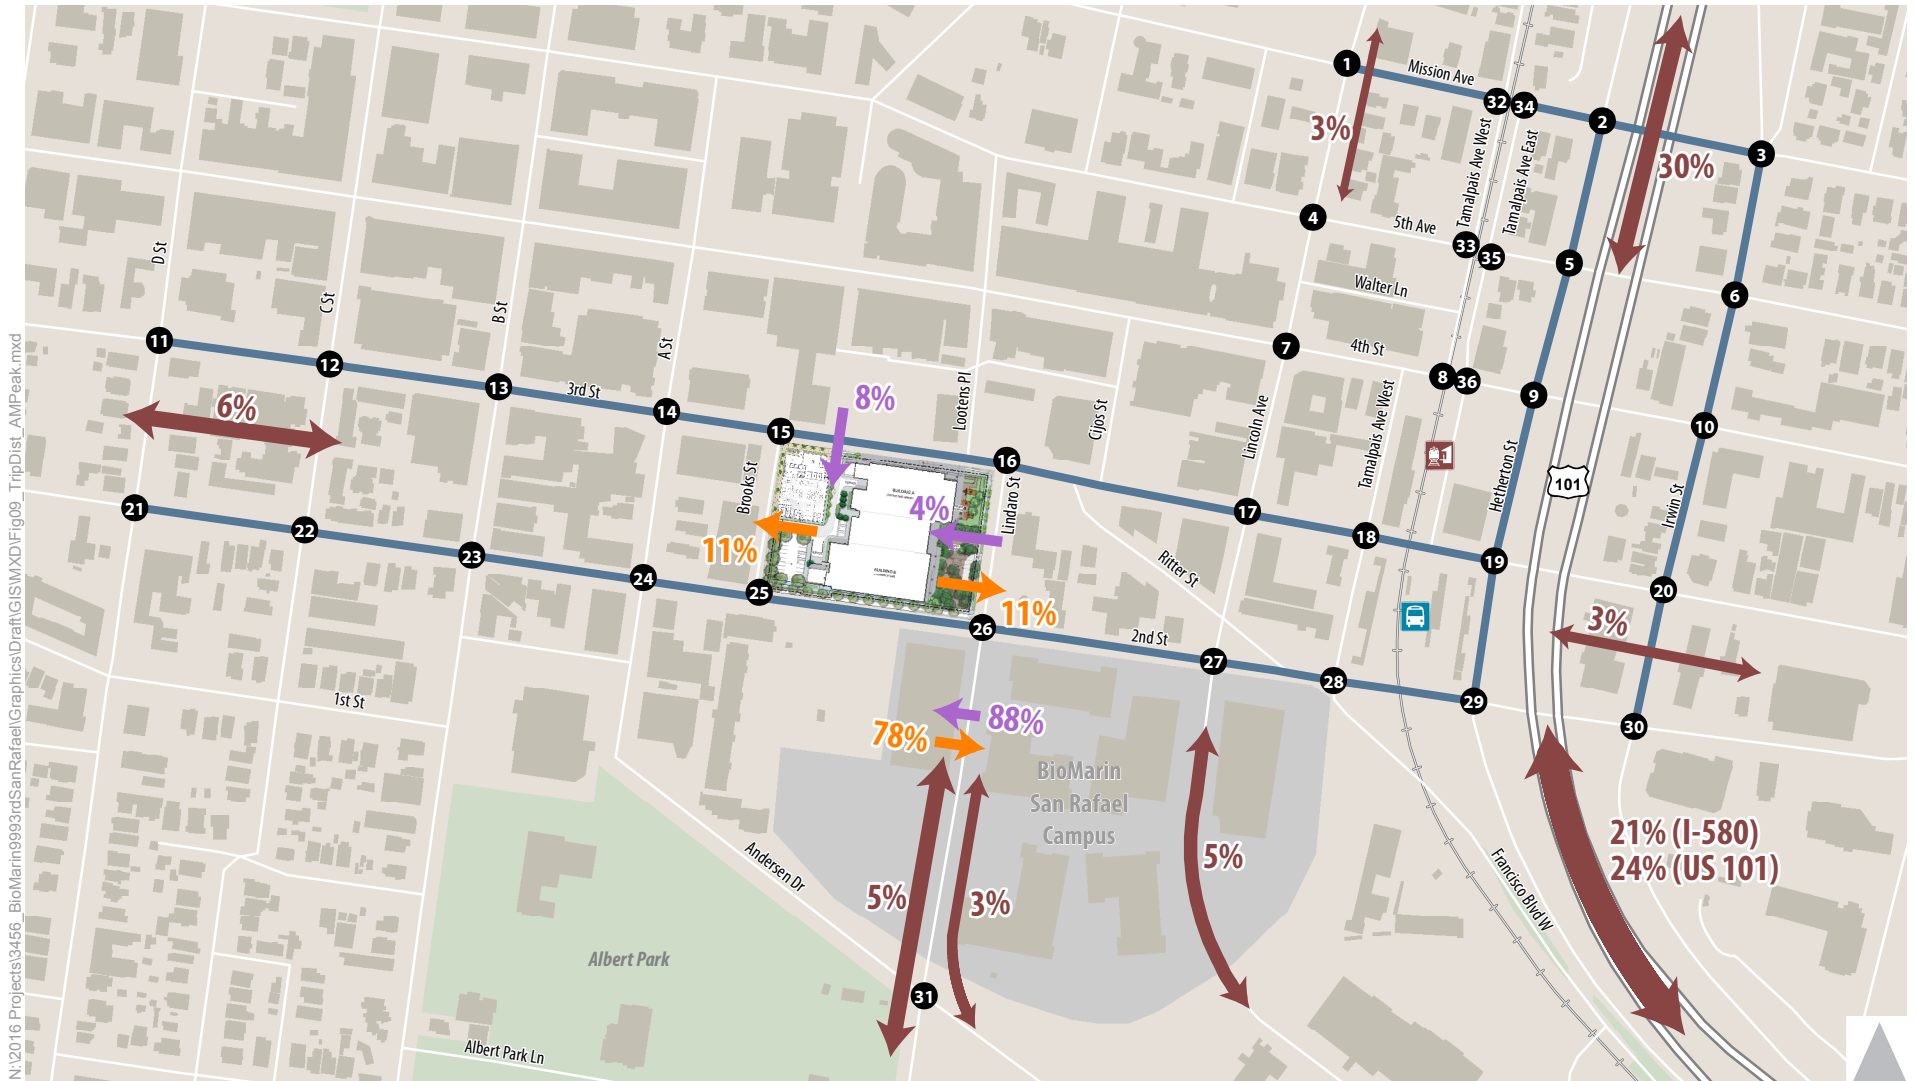 1
Mission Ave
32
34
2
3
3%
30%
Tamalpais Ave West
Tamalpais Ave East
4
5th Ave
33
35
5
6
D St
C St
B St
A St
Walter Ln
11
12
13
3rd St
14
15
8%
Lootens Pl
Cijos St
7
4th St
8
36
9
10
Lincoln Ave
Tamalpais Ave West
Hetherton St
101
Irwin St
6%
16
Brooks St
BUILDING A
4%
Lindaro St
17
18
19
20
21
22
23
24
25
11%
BUILDING B
11%
26
Ritter St
2nd St
27
28
29
30
3%
1st St
88%
78%
BioMarin
San Rafael
Campus
5%
3%
5%
21% (I-580)
24% (US 101)
Andersen Dr
Francisco Blvd W
Albert Park
31
Albert Park Ln
N:\2016 Projects\3456_BioMarin9993rdSanRafael\Graphics\Draft\GIS\MXD\Fig09_TripDist_AMPeak.mxd